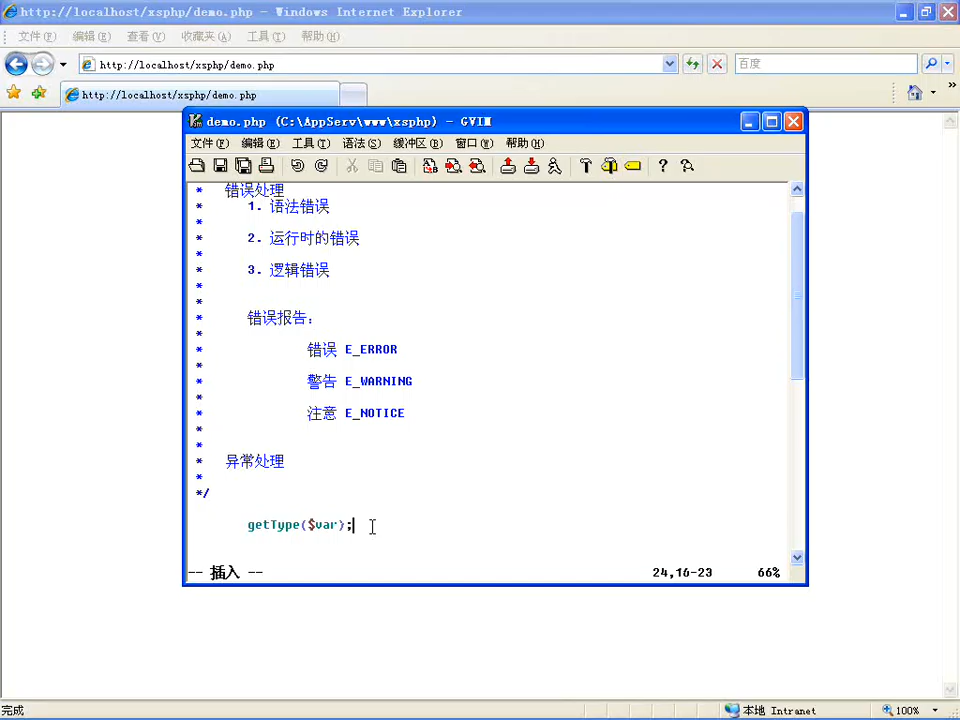 http://localhost/xsphp/demo.php - Windows Internet Explorer
文件(F) 编辑(E) 查看(V) 收藏夹(A) 工具(T) 帮助(H)
http://localhost/xsphp/demo.php
百度
http://localhost/xsphp/demo.php
demo.php (C:\AppServ\www\xsphp) - GVIM
文件(F) 编辑(E) 工具(T) 语法(S) 缓冲区(B) 窗口(W) 帮助(H)
* 错误处理
* 1. 语法错误
*
* 2. 运行时的错误
*
* 3. 逻辑错误
*
*
* 错误报告:
*
* 错误 E_ERROR
*
* 警告 E_WARNING
*
* 注意 E_NOTICE
*
*
* 异常处理
*
*/
getType($var);
-- 插入 --
24,16-23 66%
完成
本地 Intranet
100%